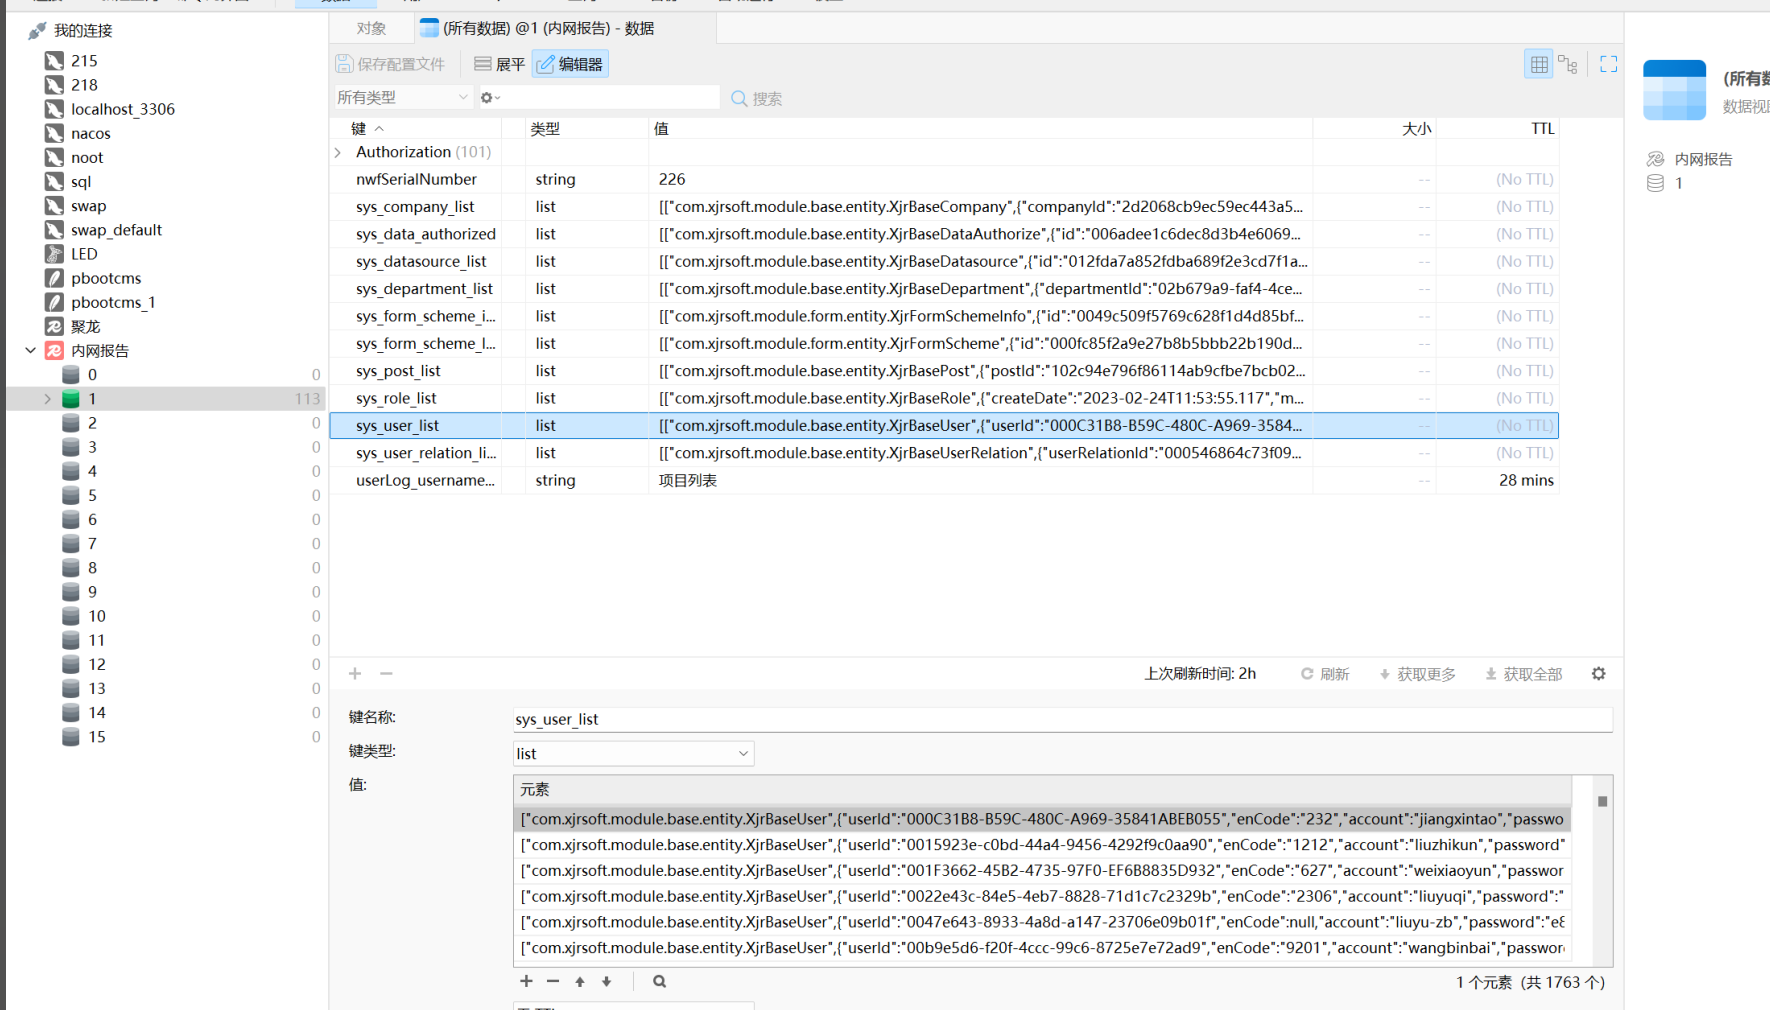 我的连接
215
218
localhost_3306
nacos
noot
sql
swap
swap_default
LED
pbootcms
pbootcms_1
聚龙
内网报告
0 0
1 113
2 0
3 0
4 0
5 0
6 0
7 0
8 0
9 0
10 0
11 0
12 0
13 0
14 0
15 0
对象 (所有数据) @1 (内网报告) - 数据
保存配置文件 展平 编辑器
所有类型 搜索
键 类型 值 大小 TTL
Authorization (101)
nwfSerialNumber string 226 -- (No TTL)
sys_company_list list [["com.xjrsoft.module.base.entity.XjrBaseCompany",{"companyId":"2d2068cb9ec59ec443a5... -- (No TTL)
sys_data_authorized list [["com.xjrsoft.module.base.entity.XjrBaseDataAuthorize",{"id":"006adee1c6dec8d3b4e6069... -- (No TTL)
sys_datasource_list list [["com.xjrsoft.module.base.entity.XjrBaseDatasource",{"id":"012fda7a852fdba689f2e3cd7f1a... -- (No TTL)
sys_department_list list [["com.xjrsoft.module.base.entity.XjrBaseDepartment",{"departmentId":"02b679a9-faf4-4ce... -- (No TTL)
sys_form_scheme_i... list [["com.xjrsoft.module.form.entity.XjrFormSchemeInfo",{"id":"0049c509f5769c628f1d4d85bf... -- (No TTL)
sys_form_scheme_l... list [["com.xjrsoft.module.form.entity.XjrFormScheme",{"id":"000fc85f2a9e27b8b5bbb22b190d... -- (No TTL)
sys_post_list list [["com.xjrsoft.module.base.entity.XjrBasePost",{"postId":"102c94e796f86114ab9cfbe7bcb02... -- (No TTL)
sys_role_list list [["com.xjrsoft.module.base.entity.XjrBaseRole",{"createDate":"2023-02-24T11:53:55.117","m... -- (No TTL)
sys_user_list list [["com.xjrsoft.module.base.entity.XjrBaseUser",{"userId":"000C31B8-B59C-480C-A969-3584... -- (No TTL)
sys_user_relation_li... list [["com.xjrsoft.module.base.entity.XjrBaseUserRelation",{"userRelationId":"000546864c73f09... -- (No TTL)
userLog_username... string 项目列表 -- 28 mins
上次刷新时间: 2h 刷新 获取更多 获取全部
键名称: sys_user_list
键类型: list
值:
元素
["com.xjrsoft.module.base.entity.XjrBaseUser",{"userId":"000C31B8-B59C-480C-A969-35841ABEB055","enCode":"232","account":"jiangxintao","passwo
["com.xjrsoft.module.base.entity.XjrBaseUser",{"userId":"0015923e-c0bd-44a4-9456-4292f9c0aa90","enCode":"1212","account":"liuzhikun","password"
["com.xjrsoft.module.base.entity.XjrBaseUser",{"userId":"001F3662-45B2-4735-97F0-EF6B8835D932","enCode":"627","account":"weixiaoyun","passwor
["com.xjrsoft.module.base.entity.XjrBaseUser",{"userId":"0022e43c-84e5-4eb7-8828-71d1c7c2329b","enCode":"2306","account":"liuyuqi","password":"
["com.xjrsoft.module.base.entity.XjrBaseUser",{"userId":"0047e643-8933-4a8d-a147-23706e09b01f","enCode":null,"account":"liuyu-zb","password":"e8
["com.xjrsoft.module.base.entity.XjrBaseUser",{"userId":"00b9e5d6-f20f-4ccc-99c6-8725e7e72ad9","enCode":"9201","account":"wangbinbai","passwor
1 个元素 (共 1763 个)
(所有数
数据视
内网报告
1